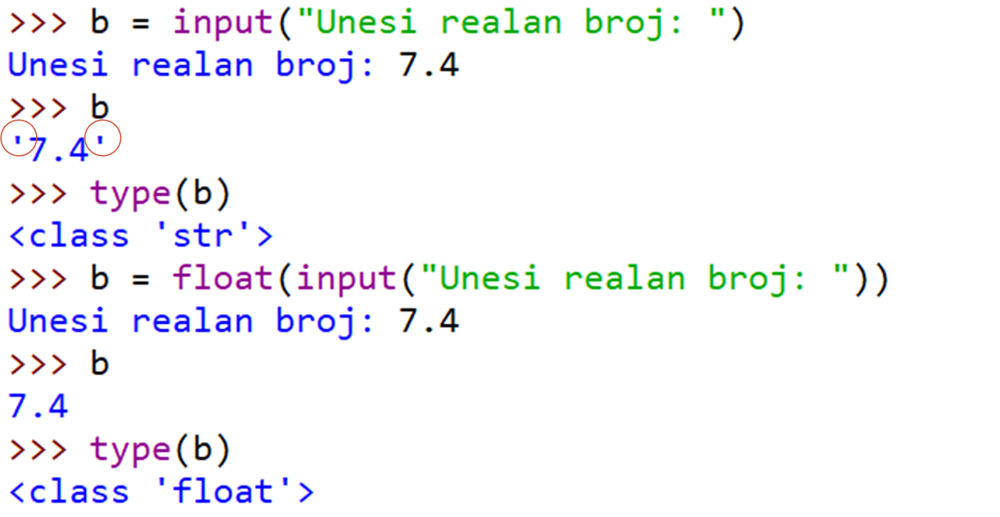 >>> b = input("Unesi realan broj: ")
Unesi realan broj: 7.4
>>> b
'7.4'
>>> type(b)
<class 'str'>
>>> b = float(input("Unesi realan broj: "))
Unesi realan broj: 7.4
>>> b
7.4
>>> type(b)
<class 'float'>